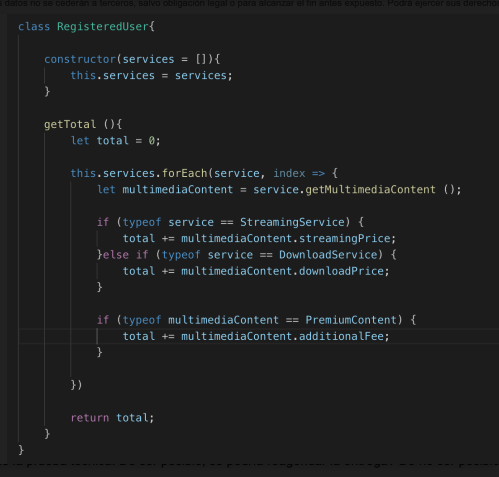 s datos no se cederán a terceros, salvo obligación legal o para alcanzar el fin antes expuesto. Podrá ejercer sus derechos
class RegisteredUser{
constructor(services = []){
this.services = services;
}
getTotal (){
let total = 0;
this.services.forEach(service, index => {
let multimediaContent = service.getMultimediaContent ();
if (typeof service == StreamingService) {
total += multimediaContent.streamingPrice;
}else if (typeof service == DownloadService) {
total += multimediaContent.downloadPrice;
}
if (typeof multimediaContent == PremiumContent) {
total += multimediaContent.additionalFee;
}
})
return total;
}
}